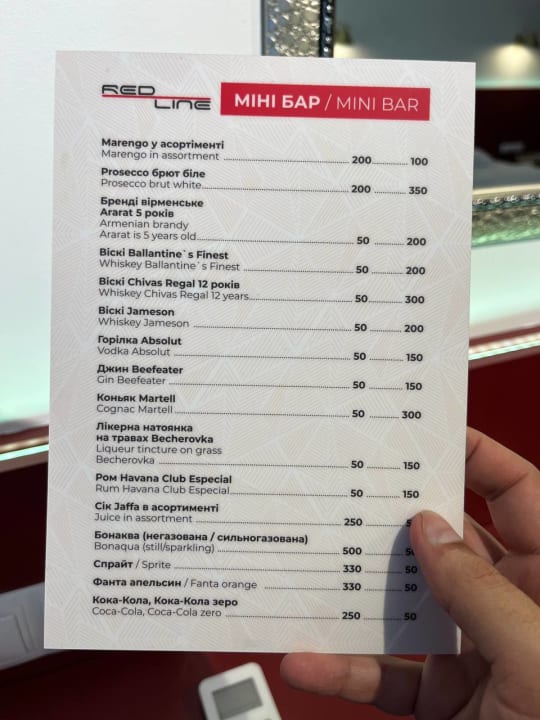 RED
LINE
МІНІ БАР / MINI BAR
Marengo у асортименті
Marengo in assortment 200 100
Prosecco брют біле
Prosecco brut white 200 350
Бренді вірменське
Ararat 5 років
Armenian brandy
Ararat is 5 years old 50 200
Віскі Ballantine`s Finest
Whiskey Ballantine`s Finest 50 200
Віскі Chivas Regal 12 років
Whiskey Chivas Regal 12 years 50 300
Віскі Jameson
Whiskey Jameson 50 200
Горілка Absolut
Vodka Absolut 50 150
Джин Beefeater
Gin Beefeater 50 150
Коньяк Martell
Cognac Martell 50 300
Лікерна натоянка
на травах Becherovka
Liqueur tincture on grass
Becherovka 50 150
Ром Havana Club Especial
Rum Havana Club Especial 50 150
Сік Jaffa в асортименті
Juice in assortment 250
Бонаква (негазована / сильногазована)
Bonaqua (still/sparkling) 500
Спрайт / Sprite 330 50
Фанта апельсин / Fanta orange 330 50
Кока-Кола, Кока-Кола зеро
Coca-Cola, Coca-Cola zero 250 50